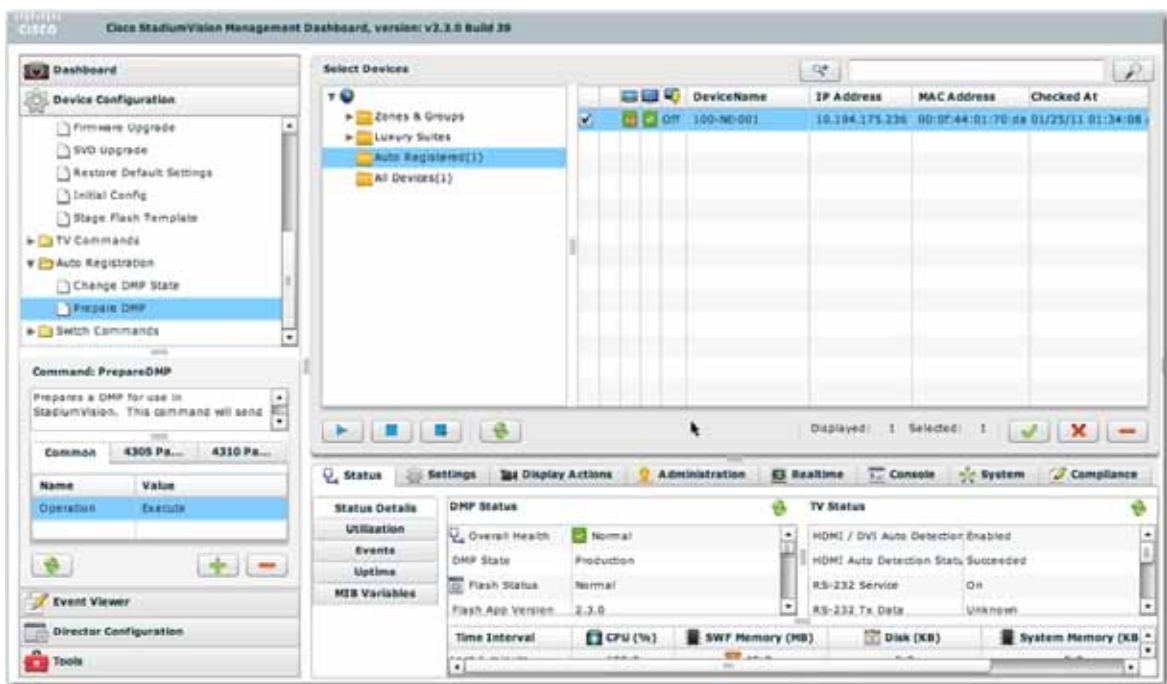 CISCO
Cisco StadiumVision Management Dashboard, version: v2.3.0 Build 39
Dashboard
Device Configuration
Firmware Upgrade
SVD Upgrade
Restore Default Settings
Initial Config
Stage Flash Template
TV Commands
Auto Registration
Change DMP State
Prepare DMP
Switch Commands
Command: PrepareDMP
Prepares a DMP for use in
StadiumVision. This command will send
Common 4305 Pa... 4310 Pa...
Name Value
Operation Execute
Event Viewer
Director Configuration
Tools
Select Devices
Zones & Groups
Luxury Suites
Auto Registered(1)
All Devices(1)
DeviceName IP Address MAC Address Checked At
Off 100-NE-001 10.194.175.236 00:0f:44:01:70:da 01/25/11 01:34:08
Displayed: 1 Selected: 1
Status Settings Display Actions Administration Realtime Console System Compliance
Status Details
Utilization
Events
Uptime
MIB Variables
DMP Status
Overall Health Normal
DMP State Production
Flash Status Normal
Flash App Version 2.3.0
TV Status
HDMI / DVI Auto Detection Enabled
HDMI Auto Detection Statu Succeeded
RS-232 Service On
RS-232 Tx Data Unknown
Time Interval CPU (%) SWF Memory (MB) Disk (KB) System Memory (KB